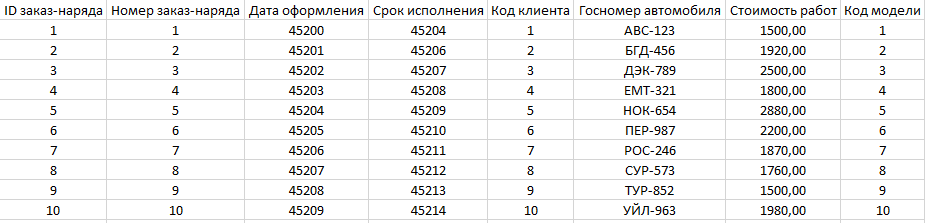 ID заказ-наряда Номер заказ-наряда Дата оформления Срок исполнения Код клиента Госномер автомобиля Стоимость работ Код модели
1 1 45200 45204 1 АВС-123 1500,00 1
2 2 45201 45206 2 БГД-456 1920,00 2
3 3 45202 45207 3 ДЭК-789 2500,00 3
4 4 45203 45208 4 ЕМТ-321 1800,00 4
5 5 45204 45209 5 НОК-654 2880,00 5
6 6 45205 45210 6 ПЕР-987 2200,00 6
7 7 45206 45211 7 РОС-246 1870,00 7
8 8 45207 45212 8 СУР-573 1760,00 8
9 9 45208 45213 9 ТУР-852 1500,00 9
10 10 45209 45214 10 УЙЛ-963 1980,00 10